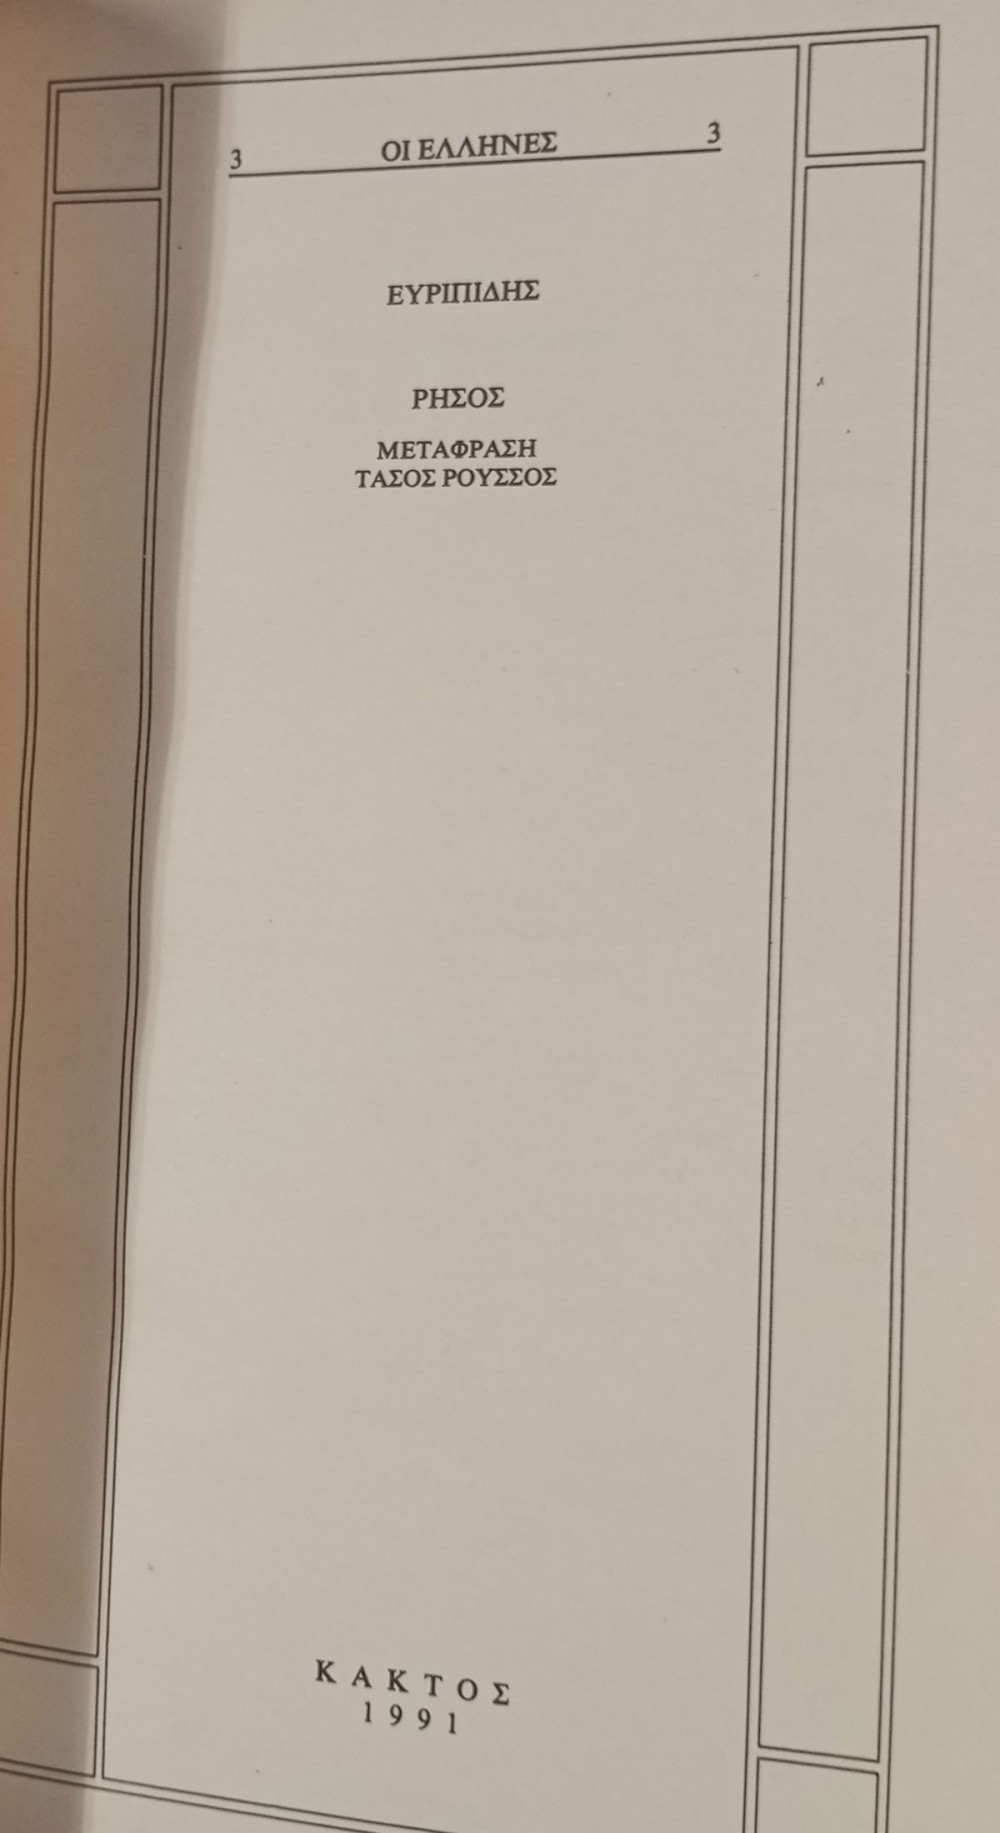 3 ΟΙ ΕΛΛΗΝΕΣ 3
ΕΥΡΙΠΙΔΗΣ
ΡΗΣΟΣ
ΜΕΤΑΦΡΑΣΗ
ΤΑΣΟΣ ΡΟΥΣΣΟΣ
ΚΑΚΤΟΣ
1991